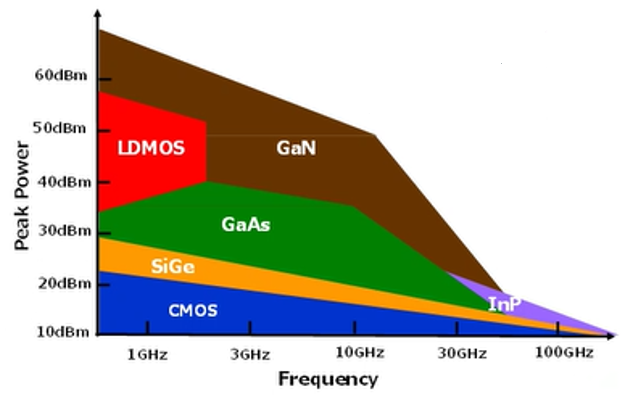 60dBm
50dBm
40dBm
30dBm
20dBm
10dBm
Peak Power
LDMOS
GaN
GaAs
SiGe
CMOS
InP
1GHz
3GHz
10GHz
30GHz
100GHz
Frequency